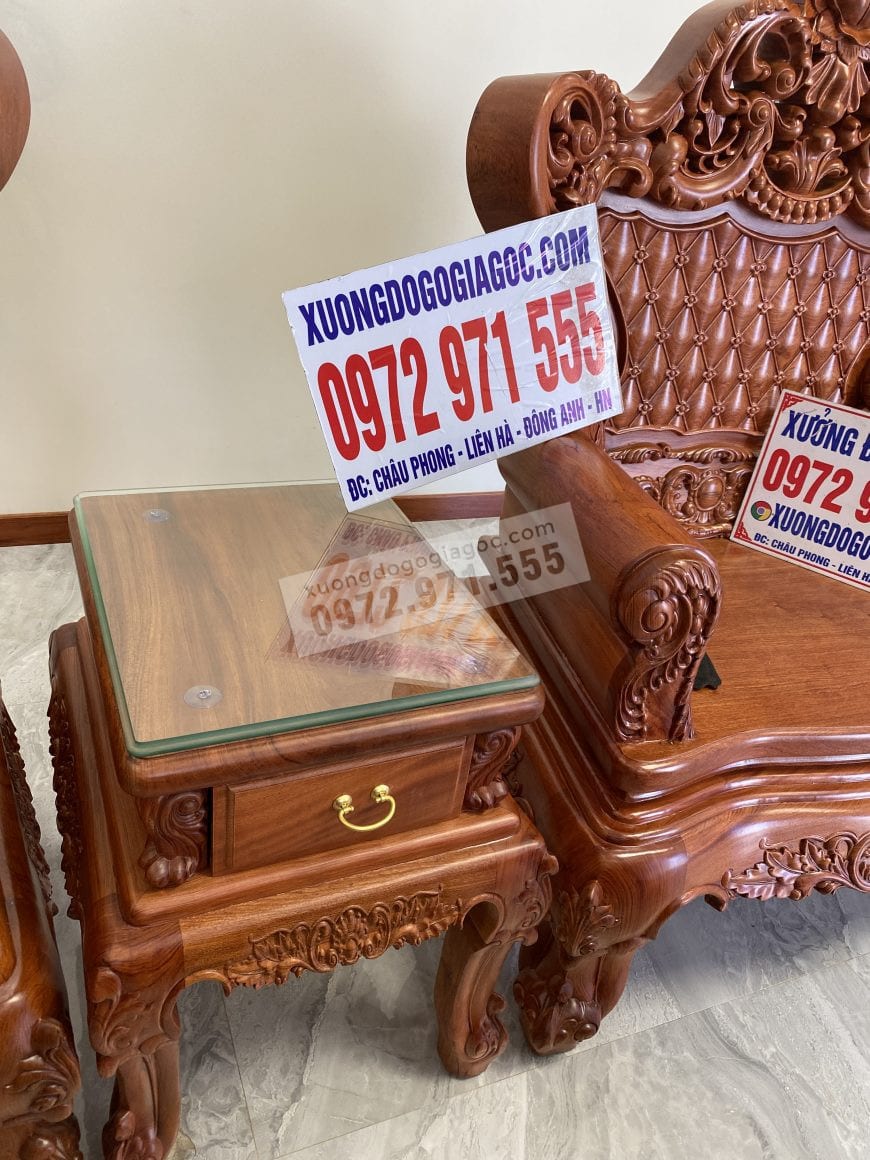 XUONGDOGOGIAGOC.COM
0972 971 555
ĐC: CHÂU PHONG - LIÊN HÀ - ĐÔNG ANH - HN
XƯỞNG
0972 9
XUONGDOGO
ĐC: CHÂU PHONG - LIÊN
xuongdogogiagoc.com
0972.971.555